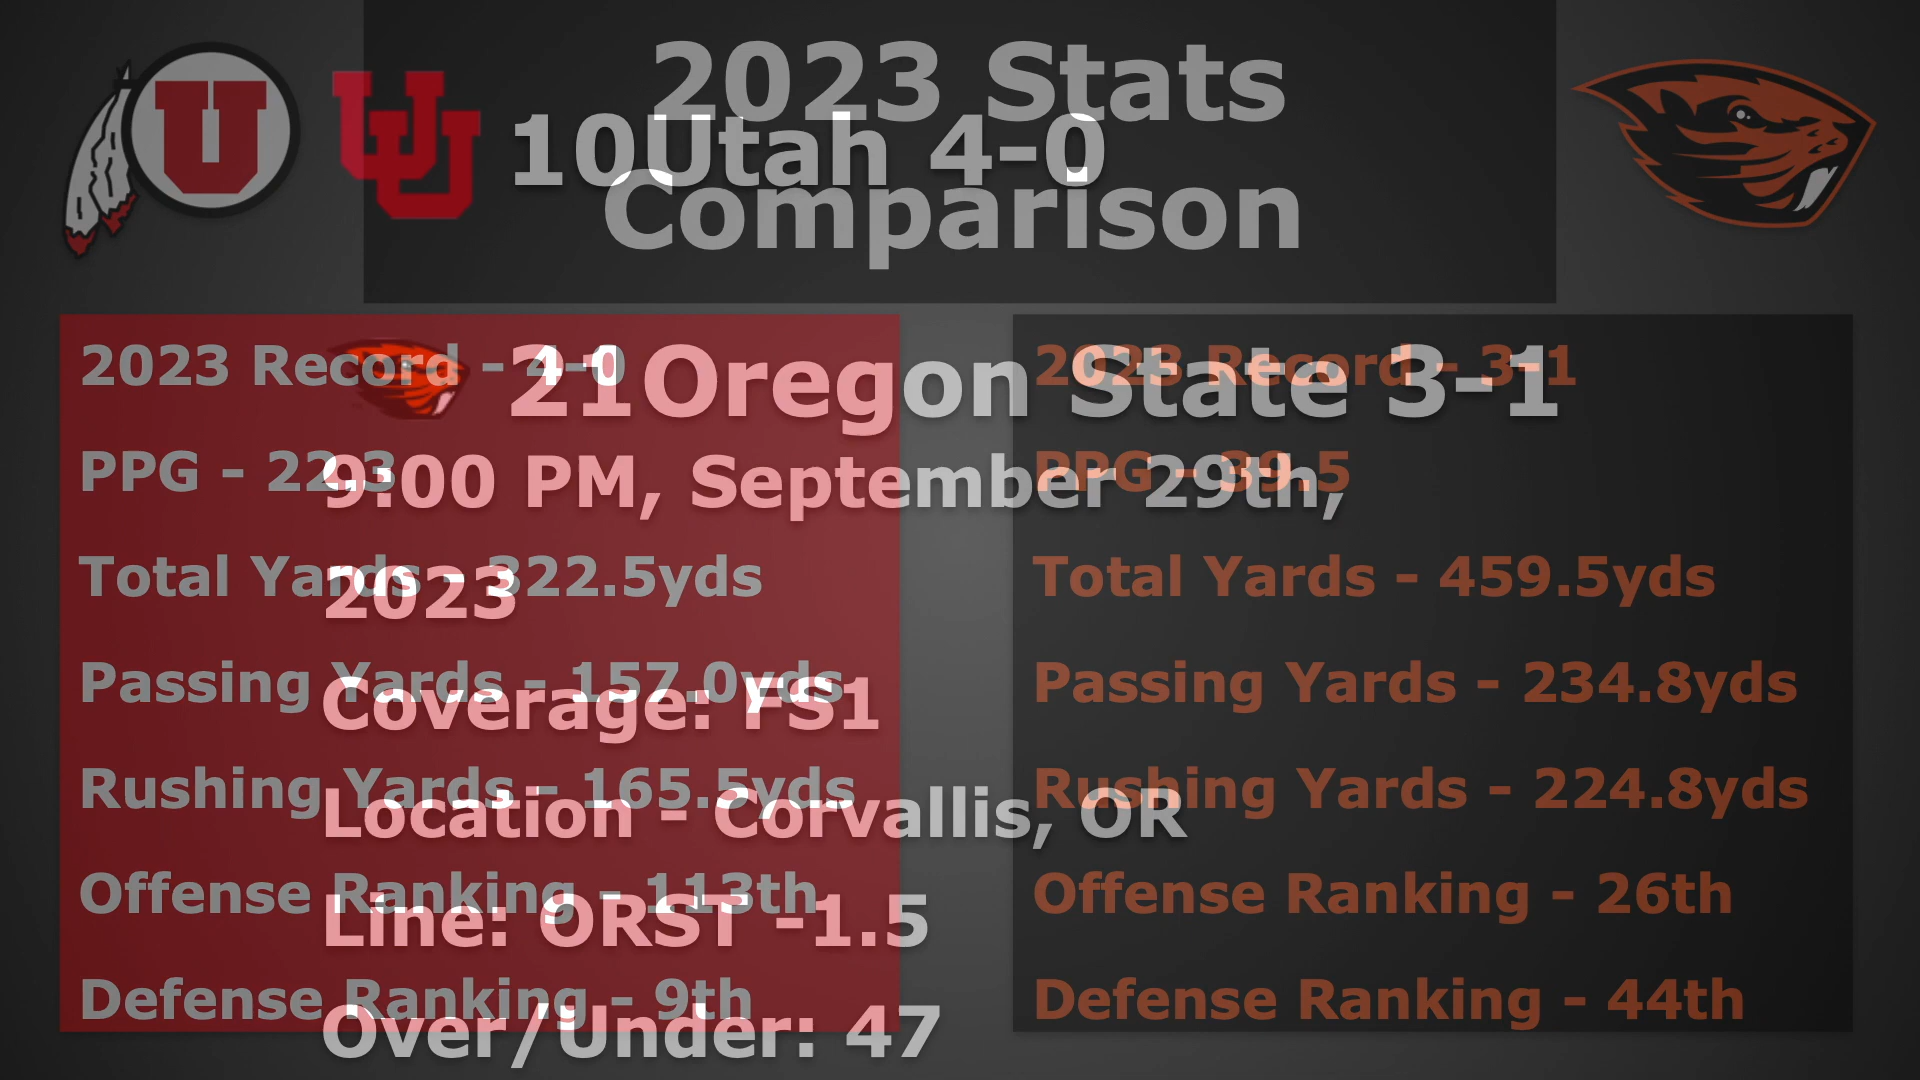 2023 Stats
Comparison
10Utah 4-0
21Oregon State 3-1
9:00 PM, September 29th,
2023
Coverage: FS1
Location - Corvallis, OR
Line: ORST -1.5
Over/Under: 47
2023 Record - 4-0
PPG - 22.3
Total Yards - 322.5yds
Passing Yards - 157.0yds
Rushing Yards - 165.5yds
Offense Ranking - 113th
Defense Ranking - 9th
2023 Record - 3-1
PPG - 39.5
Total Yards - 459.5yds
Passing Yards - 234.8yds
Rushing Yards - 224.8yds
Offense Ranking - 26th
Defense Ranking - 44th